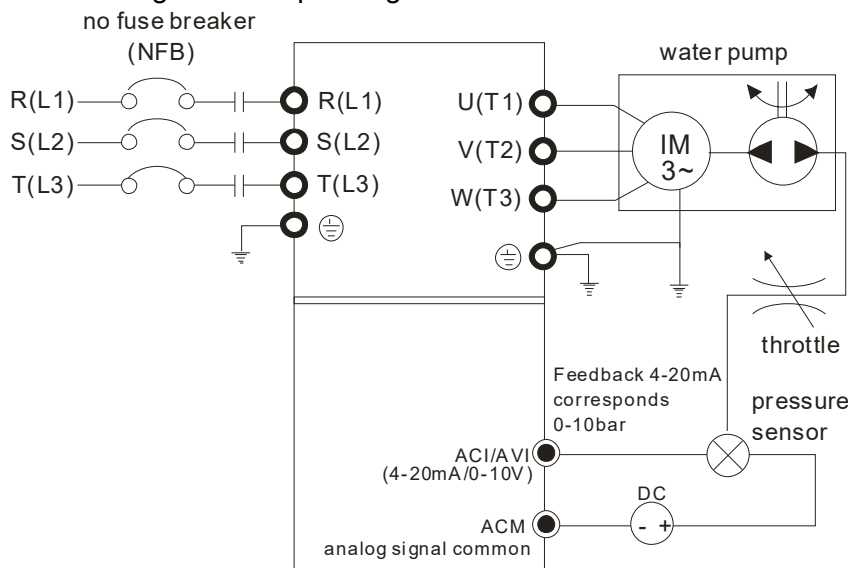 no fuse breaker
(NFB)
water pump
R(L1)
R(L1)
U(T1)
S(L2)
S(L2)
V(T2)
T(L3)
T(L3)
W(T3)
IM
3~
throttle
Feedback 4-20mA
corresponds
0-10bar
pressure
sensor
ACI/AVI
(4-20mA/0-10V)
DC
- +
ACM
analog signal common